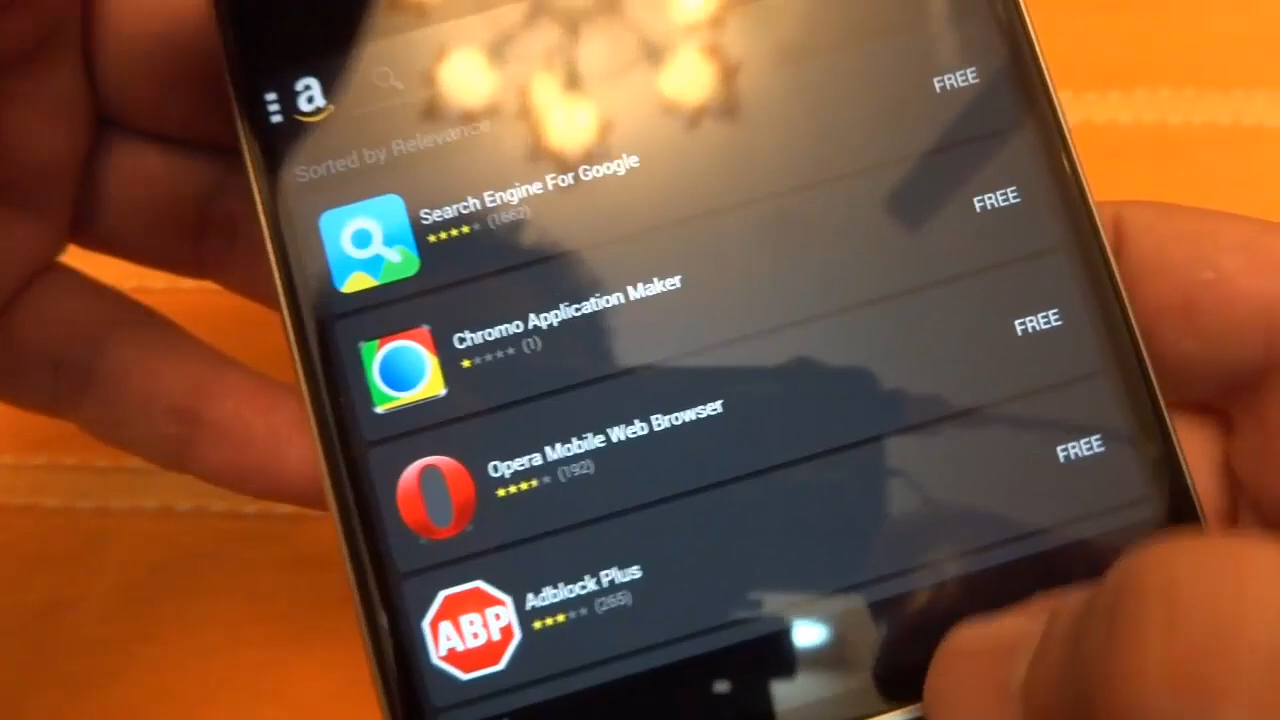 a
Sorted by Relevance
FREE
Search Engine For Google
(1662)
FREE
Chromo Application Maker
(1)
FREE
Opera Mobile Web Browser
(192)
FREE
ABP
Adblock Plus
(265)